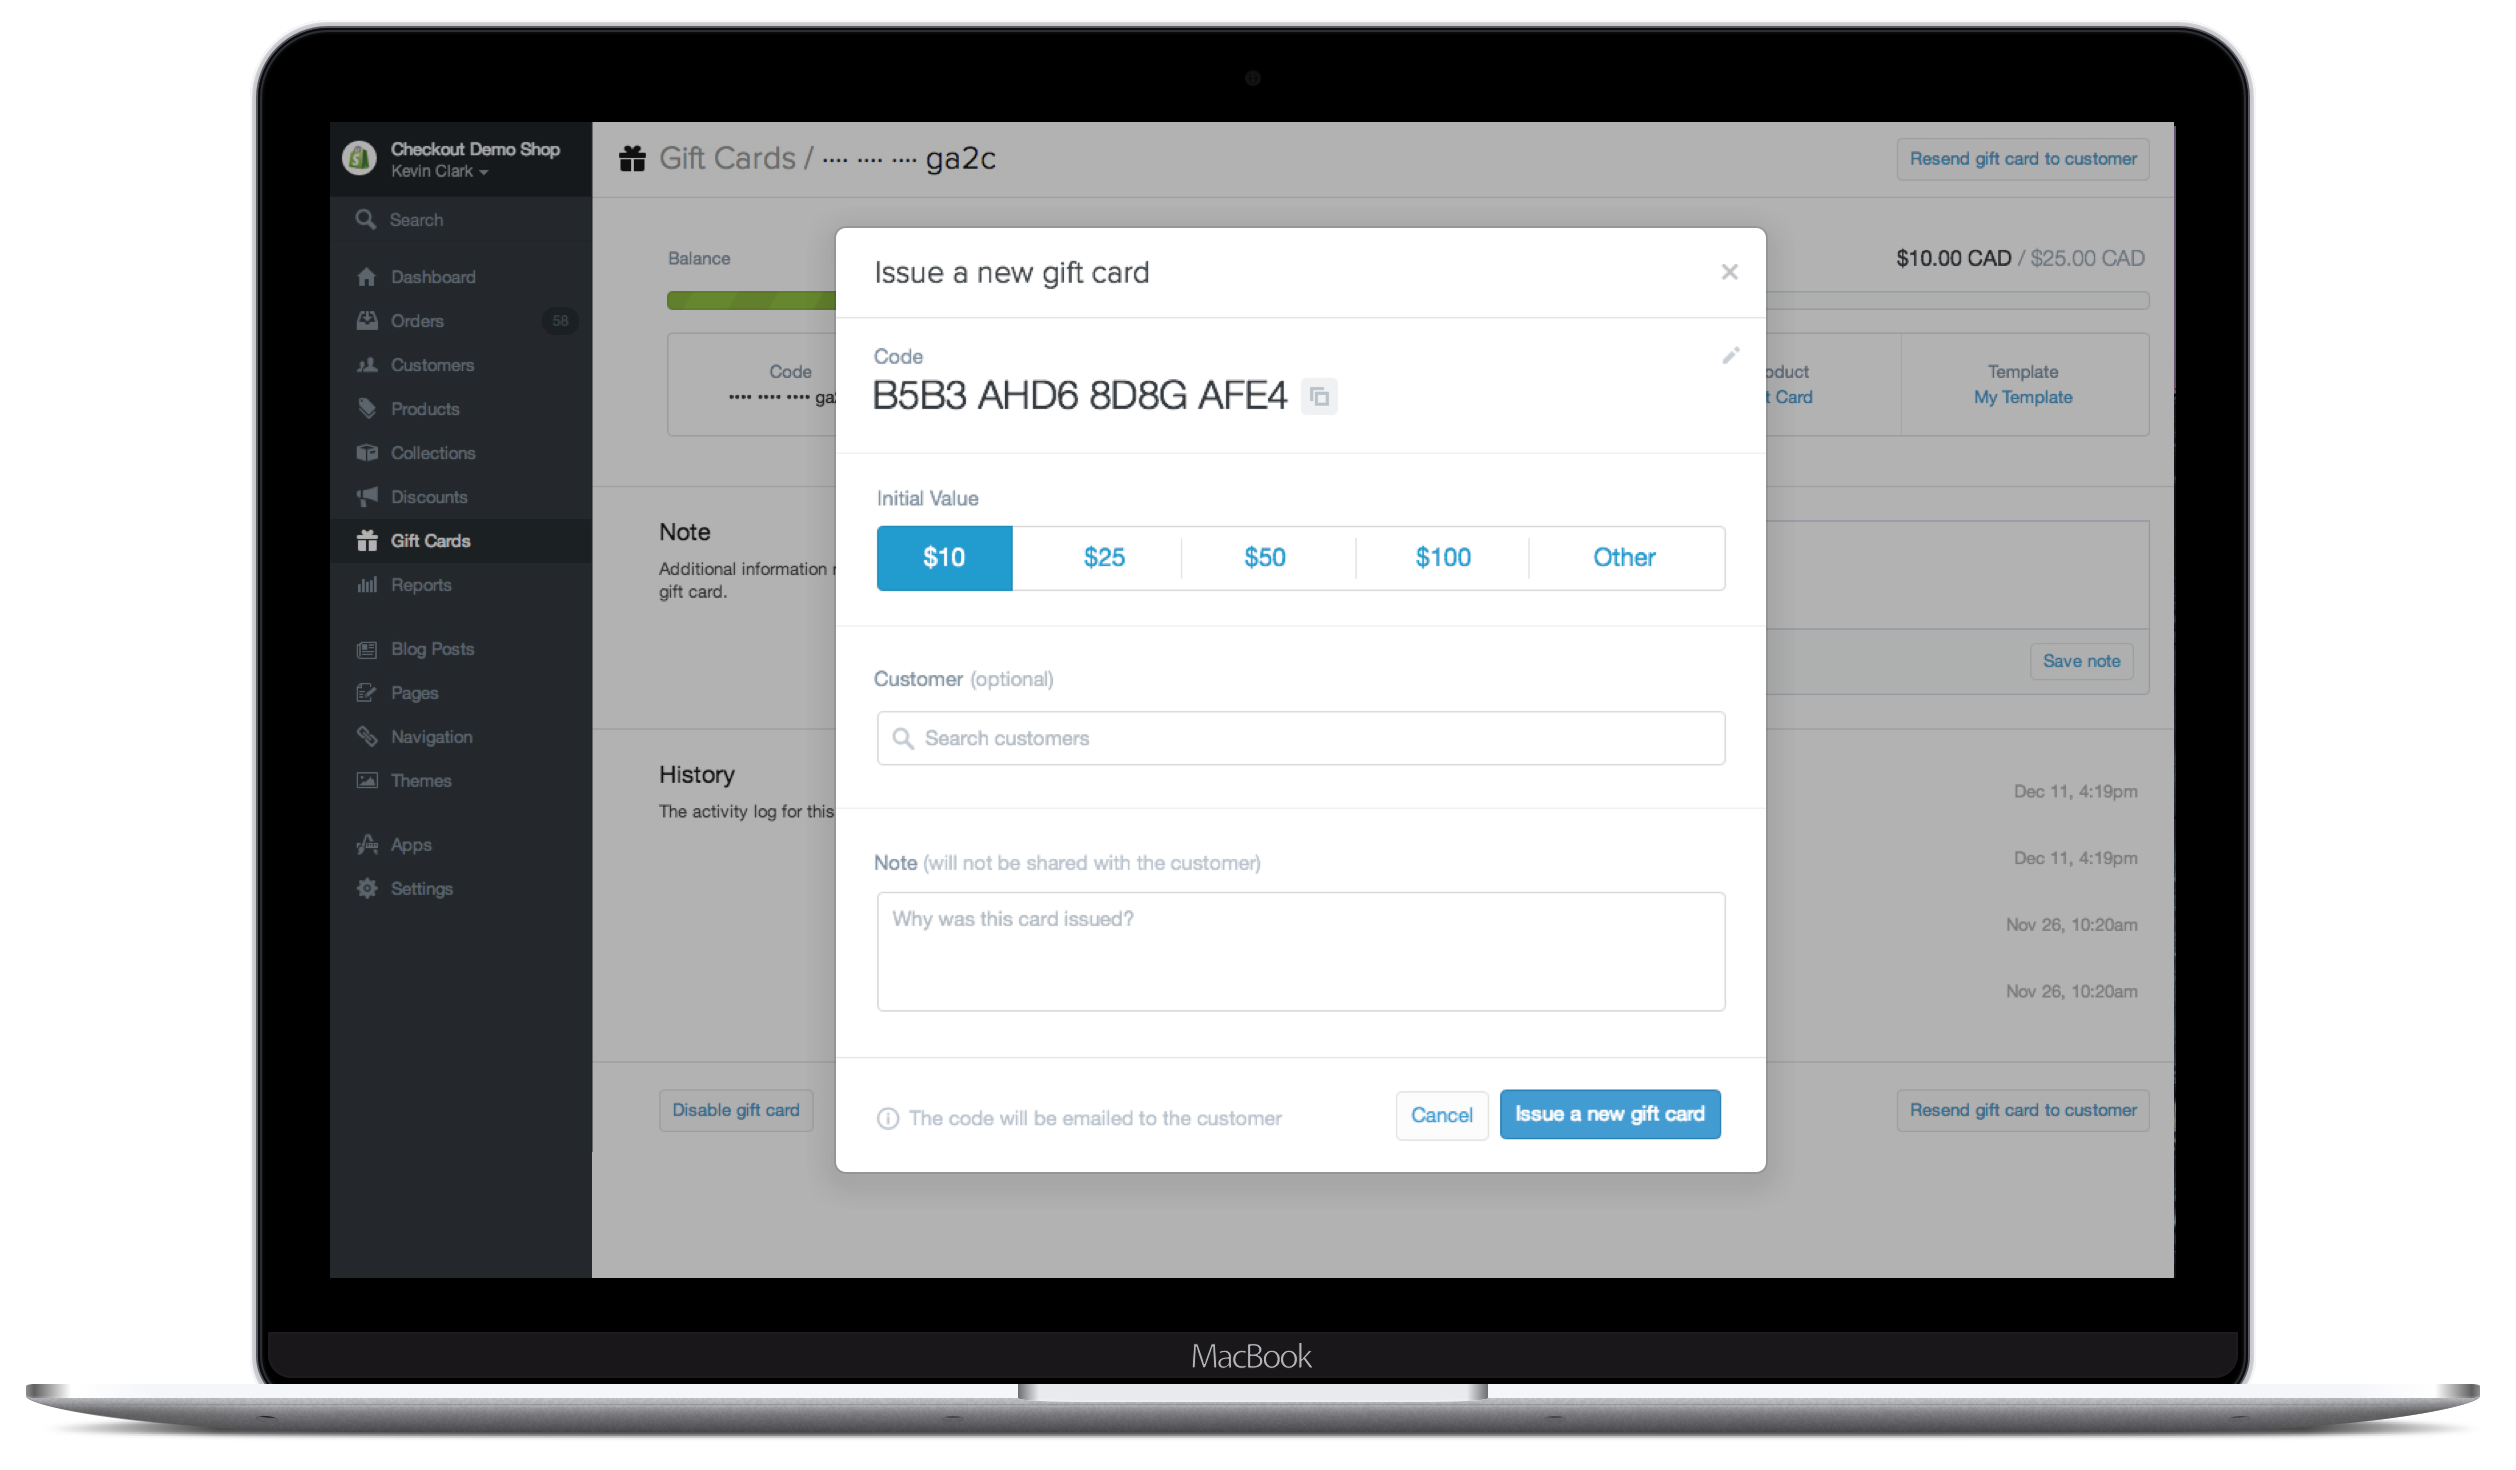 Checkout Demo Shop
Kevin Clark
Search
Dashboard
Orders 58
Customers
Products
Collections
Discounts
Gift Cards
Reports
Blog Posts
Pages
Navigation
Themes
Apps
Settings
Gift Cards / ···· ···· ···· ga2c
Resend gift card to customer
Balance
$10.00 CAD / $25.00 CAD
Code
•••• •••• ••••
Template
t Card
My Template
Note
Additional information
gift card.
Save note
History
The activity log for this
Dec 11, 4:19pm
Dec 11, 4:19pm
Nov 26, 10:20am
Nov 26, 10:20am
Disable gift card
Resend gift card to customer
Issue a new gift card
Code
B5B3 AHD6 8D8G AFE4
Initial Value
$10 $25 $50 $100 Other
Customer (optional)
Search customers
Note (will not be shared with the customer)
Why was this card issued?
The code will be emailed to the customer
Cancel
Issue a new gift card
MacBook